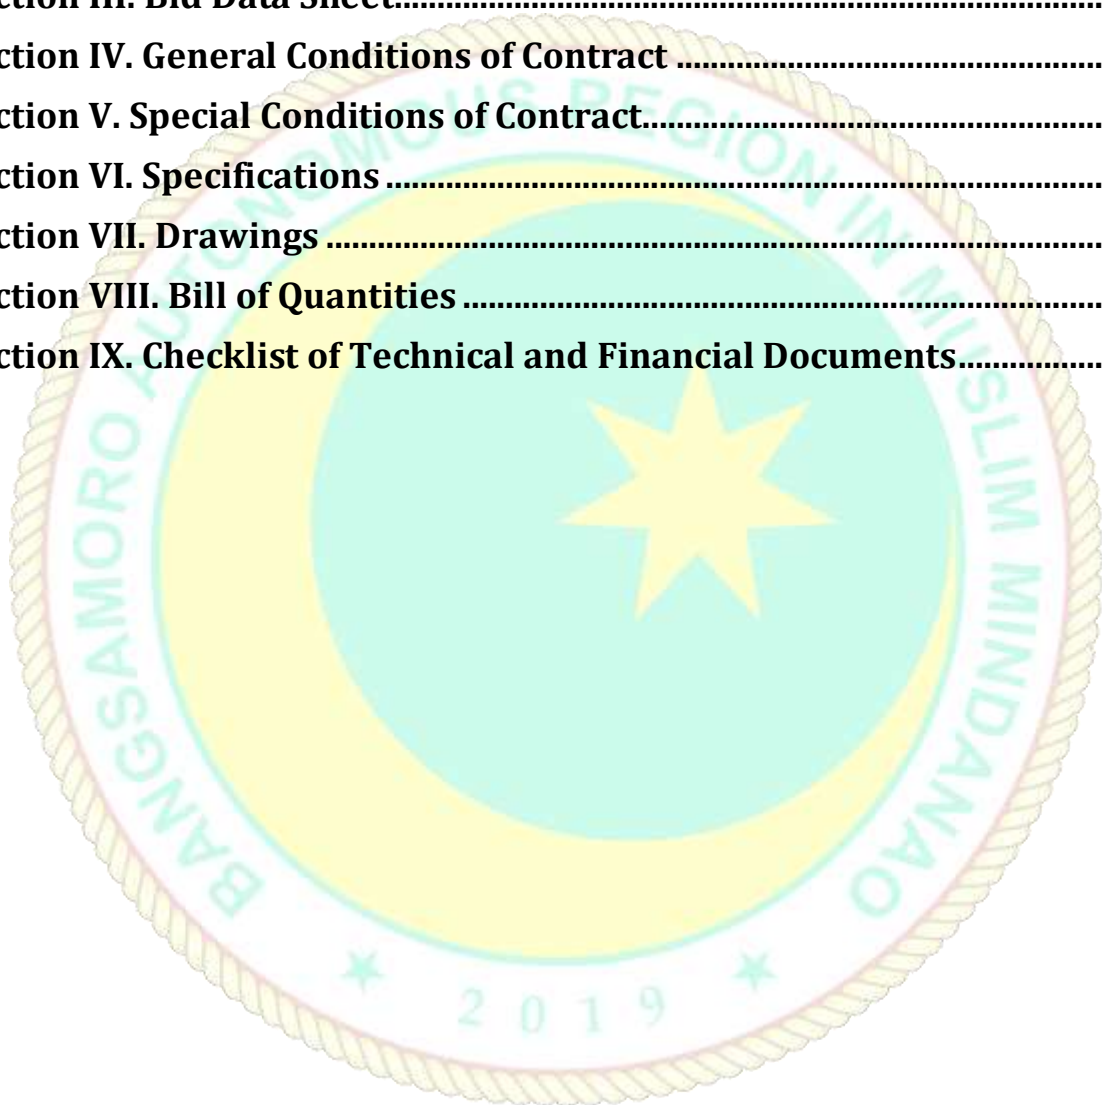 ction III. Bid Data Sheet........................................................................
ction IV. General Conditions of Contract ..................................................
ction V. Special Conditions of Contract.....................................................
ction VI. Specifications ....................................................................................
ction VII. Drawings ...........................................................................................
ction VIII. Bill of Quantities ...........................................................................
ction IX. Checklist of Technical and Financial Documents.................
BANGSAMORO AUTONOMOUS REGION IN MUSLIM MINDANAO
2019